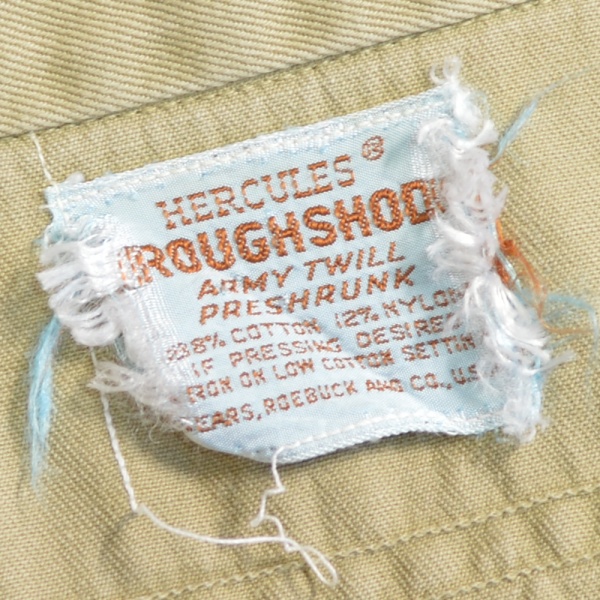 HERCULES ®
ROUGHSHOD
ARMY TWILL
PRESHRUNK
88% COTTON 12% NYLON
IF PRESSING DESIRED
IRON ON LOW COTTON SETTING
SEARS, ROEBUCK AND CO., U.S.